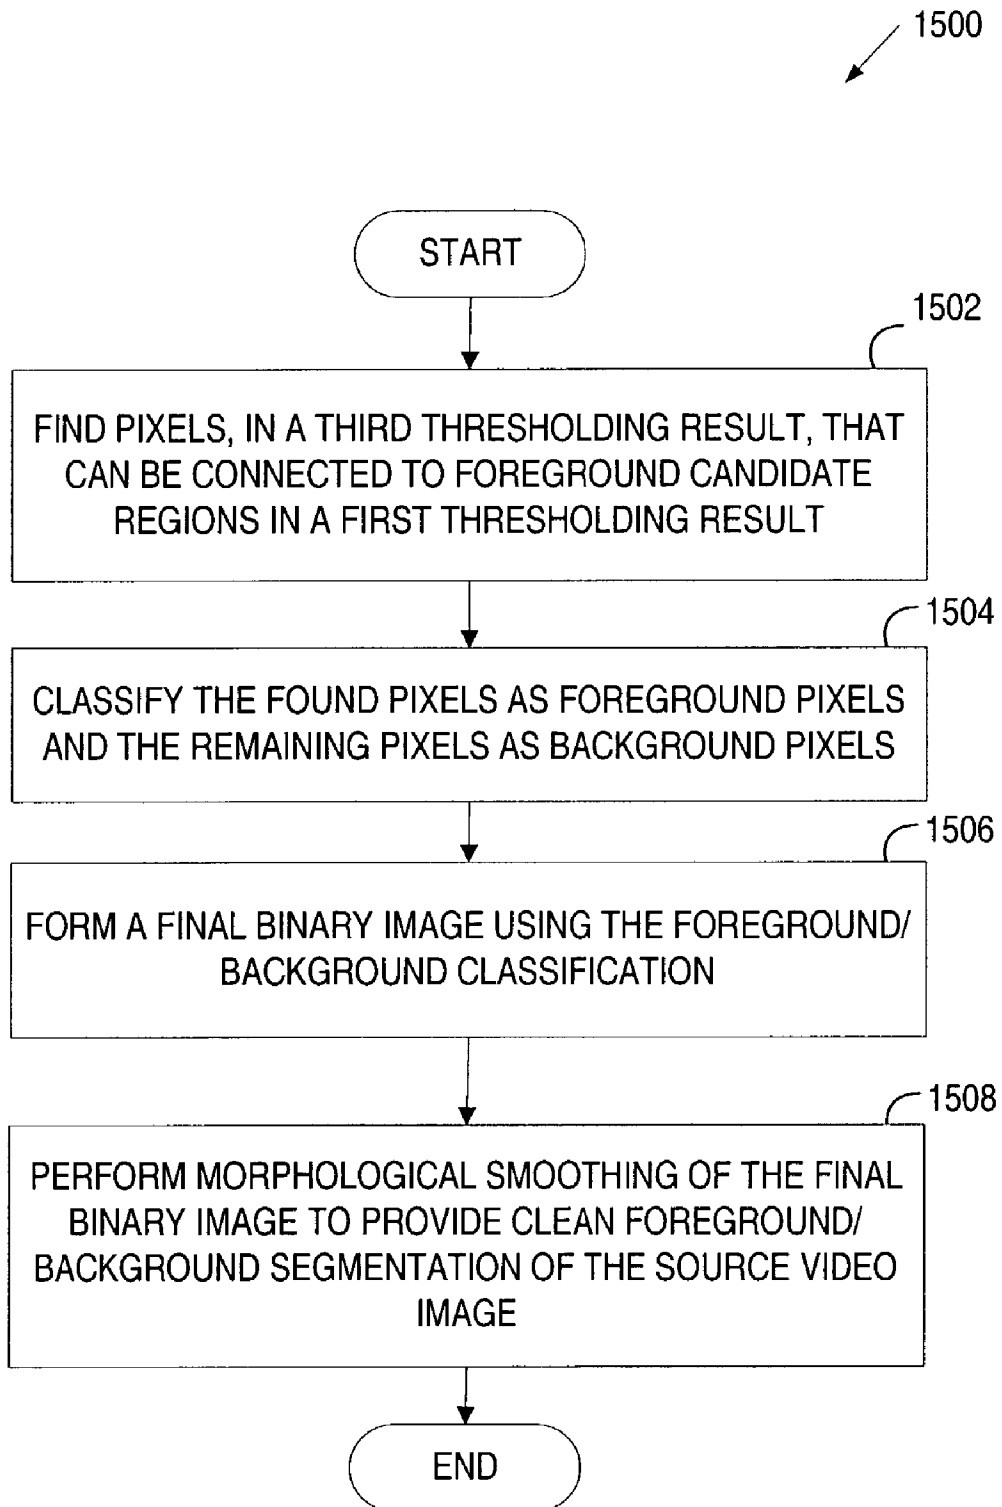 1500
START
1502
FIND PIXELS, IN A THIRD THRESHOLDING RESULT, THAT
CAN BE CONNECTED TO FOREGROUND CANDIDATE
REGIONS IN A FIRST THRESHOLDING RESULT
1504
CLASSIFY THE FOUND PIXELS AS FOREGROUND PIXELS
AND THE REMAINING PIXELS AS BACKGROUND PIXELS
1506
FORM A FINAL BINARY IMAGE USING THE FOREGROUND/
BACKGROUND CLASSIFICATION
1508
PERFORM MORPHOLOGICAL SMOOTHING OF THE FINAL
BINARY IMAGE TO PROVIDE CLEAN FOREGROUND/
BACKGROUND SEGMENTATION OF THE SOURCE VIDEO
IMAGE
END